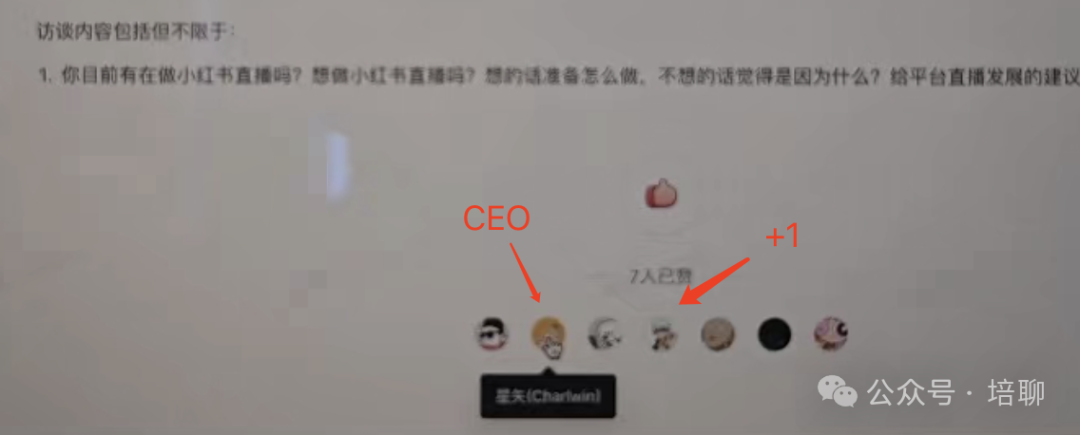 访谈内容包括但不限于：
1. 你目前有在做小红书直播吗？想做小红书直播吗？想的话准备怎么做，不想的话觉得是因为什么？给平台直播发展的建议
CEO
+1
7人已赞
星矢(Charlwin)
公众号 · 培聊